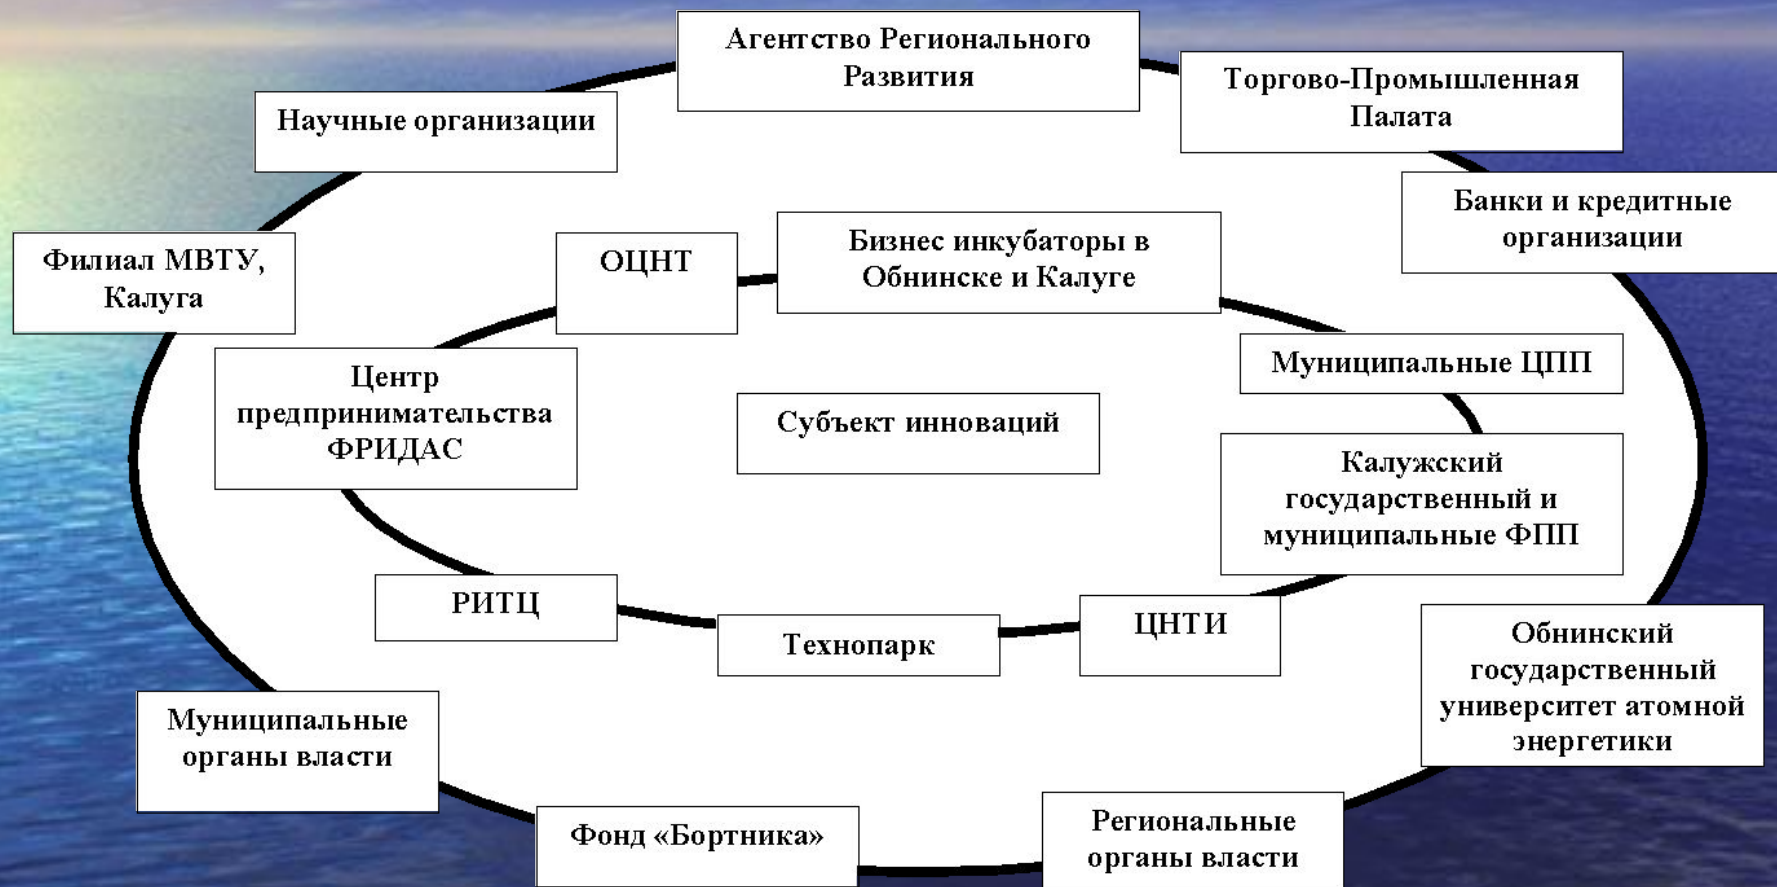 Агентство Регионального
Развития
Торгово-Промышленная
Палата
Научные организации
Банки и кредитные
организации
Филиал МВТУ,
Калуга
ОЦНТ
Бизнес инкубаторы в
Обнинске и Калуге
Муниципальные ЦПП
Центр
предпринимательства
ФРИДАС
Субъект инноваций
Калужский
государственный и
муниципальные ФПП
РИТЦ
Технопарк
ЦНТИ
Обнинский
государственный
университет атомной
энергетики
Муниципальные
органы власти
Фонд «Бортника»
Региональные
органы власти